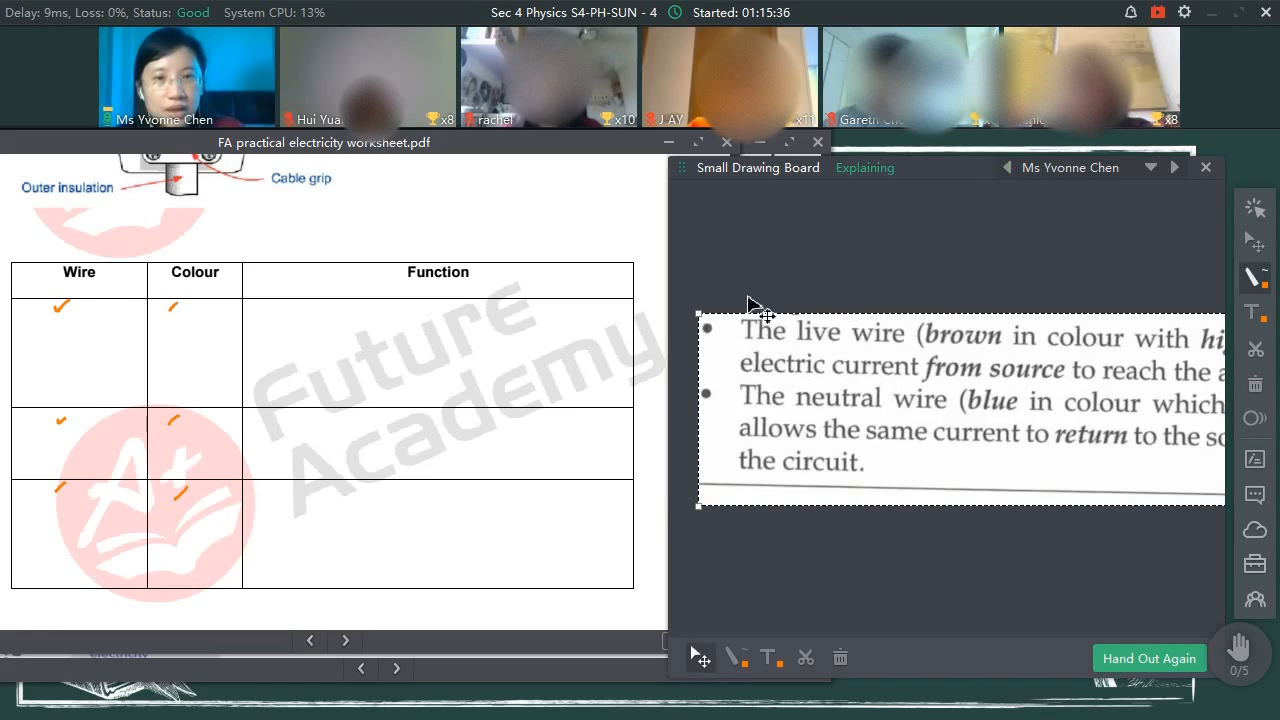 Delay: 9ms, Loss: 0%, Status: Good System CPU: 13%
Sec 4 Physics S4-PH-SUN - 4 Started: 01:15:36
Ms Yvonne Chen
Hui Yua
x8
rachel
x10
J AY
x11
Gareth
x8
FA practical electricity worksheet.pdf
Outer insulation
Cable grip
Wire Colour Function
Future
Academy
A+
electricity
Small Drawing Board Explaining Ms Yvonne Chen
The live wire (brown in colour with
electric current from source to reach the
The neutral wire (blue in colour which
allows the same current to return to the
the circuit.
Hand Out Again
0/5